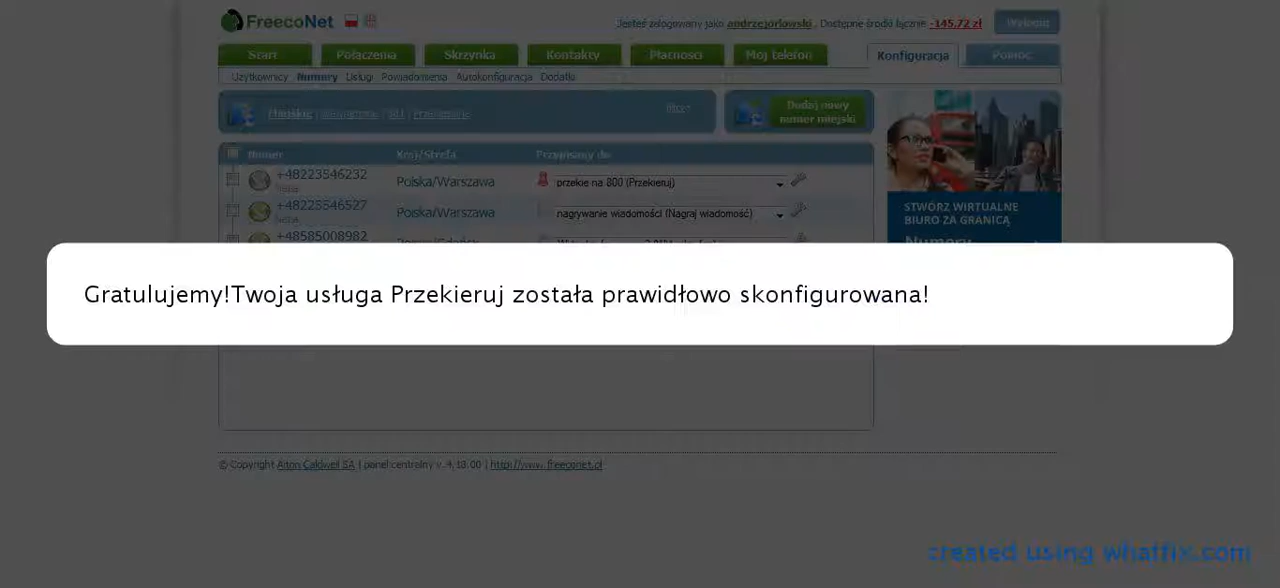 FreecoNet
Jesteś zalogowany jako andrzejorlowski. Dostępne środki łącznie -145,72 zł
Wyloguj
Start Połączenia Skrzynka Kontakty Płatności Mój telefon Konfiguracja Pomoc
Użytkownicy Numery Usługi Powiadomienia Autokonfiguracja Dodatki
Miejskie
Dodaj nowy
numer miejski
Numer Kraj/Strefa Przypisany do
+48223546232
Polska/Warszawa
przekie na 800 (Przekieruj)
+48223546527
Polska/Warszawa
nagrywanie wiadomości (Nagraj wiadomość)
+48585008982
STWÓRZ WIRTUALNE
BIURO ZA GRANICĄ
Numery
Gratulujemy!Twoja usługa Przekieruj została prawidłowo skonfigurowana!
© Copyright Arton Caldwell SA | panel centralny v. 4.18.00 | http://www.freeconet.pl
created using whatfix.com